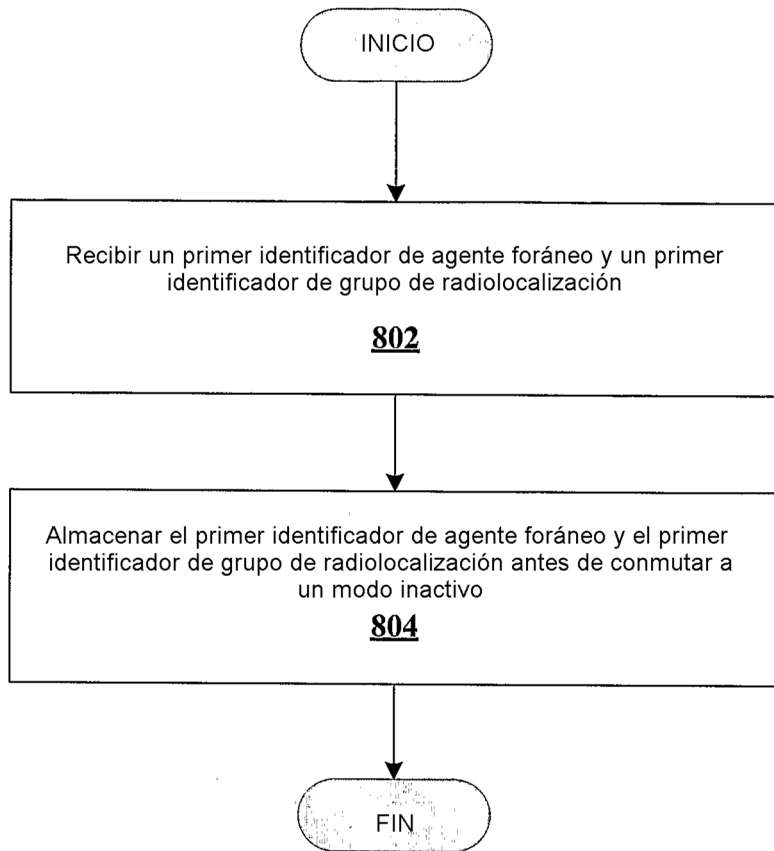 INICIO
Recibir un primer identificador de agente foráneo y un primer
identificador de grupo de radiolocalización
802
Almacenar el primer identificador de agente foráneo y el primer
identificador de grupo de radiolocalización antes de conmutar a
un modo inactivo
804
FIN